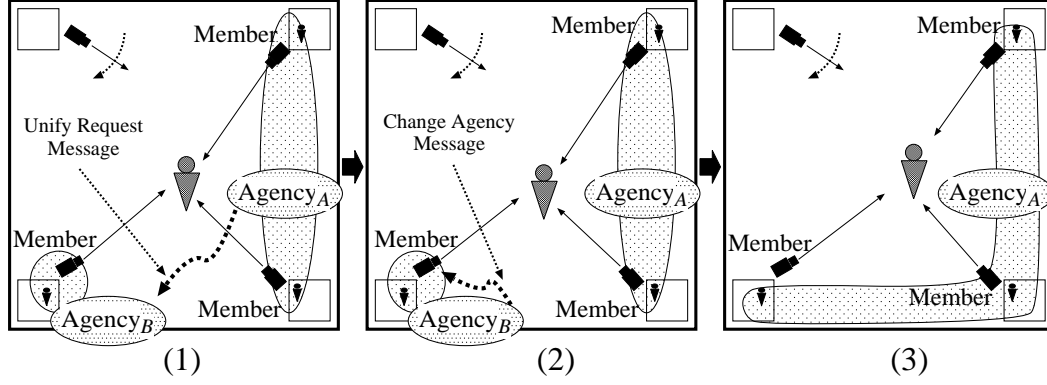 Member
Unify Request
Message
Agency_A
Member
Member
Agency_B
(1)
Member
Change Agency
Message
Agency_A
Member
Member
Agency_B
(2)
Member
Agency_A
Member
Member
(3)